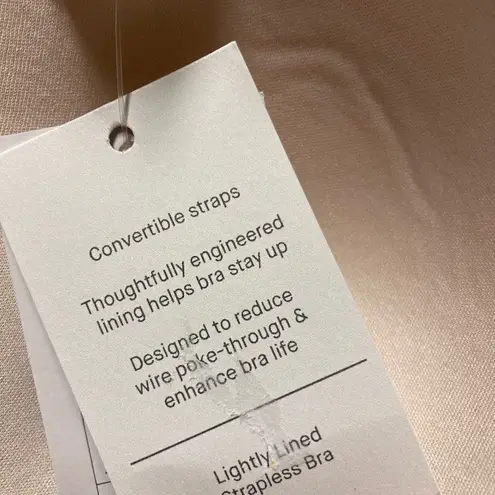 Convertible straps
Thoughtfully engineered
lining helps bra stay up
Designed to reduce
wire poke-through &
enhance bra life
Lightly Lined
Strapless Bra